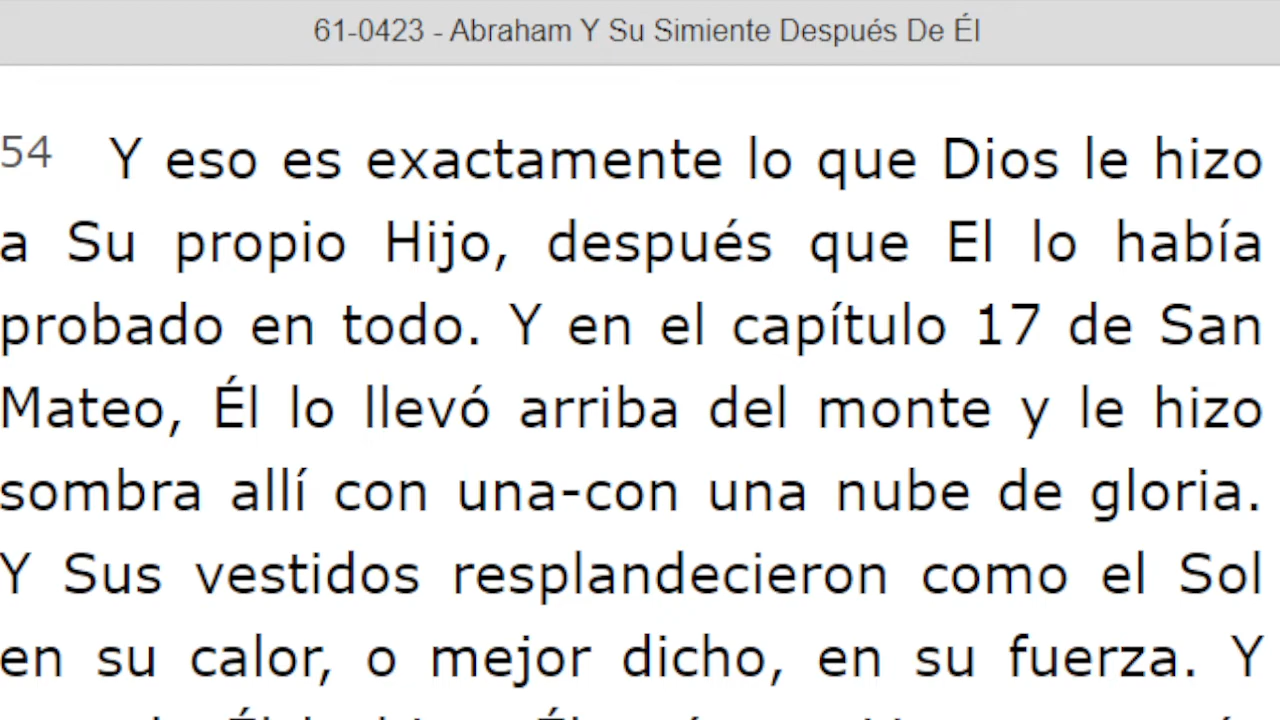 61-0423 - Abraham Y Su Simiente Después De Él
54 Y eso es exactamente lo que Dios le hizo
a Su propio Hijo, después que El lo había
probado en todo. Y en el capítulo 17 de San
Mateo, Él lo llevó arriba del monte y le hizo
sombra allí con una-con una nube de gloria.
Y Sus vestidos resplandecieron como el Sol
en su calor, o mejor dicho, en su fuerza. Y